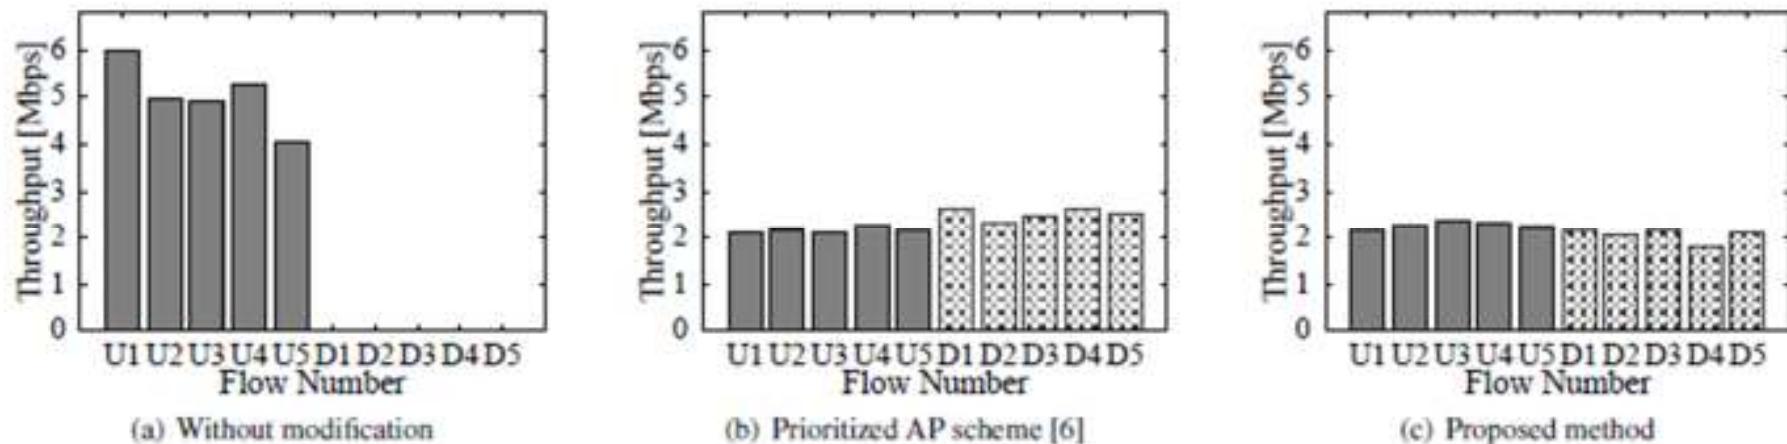 Throughput [Mbps]
6
5
4
3
2
1
0
U1 U2 U3 U4 U5 D1 D2 D3 D4 D5
Flow Number
(a) Without modification
Throughput [Mbps]
6
5
4
3
2
1
0
U1 U2 U3 U4 U5 D1 D2 D3 D4 D5
Flow Number
(b) Prioritized AP scheme [6]
Throughput [Mbps]
6
5
4
3
2
1
0
U1 U2 U3 U4 U5 D1 D2 D3 D4 D5
Flow Number
(c) Proposed method